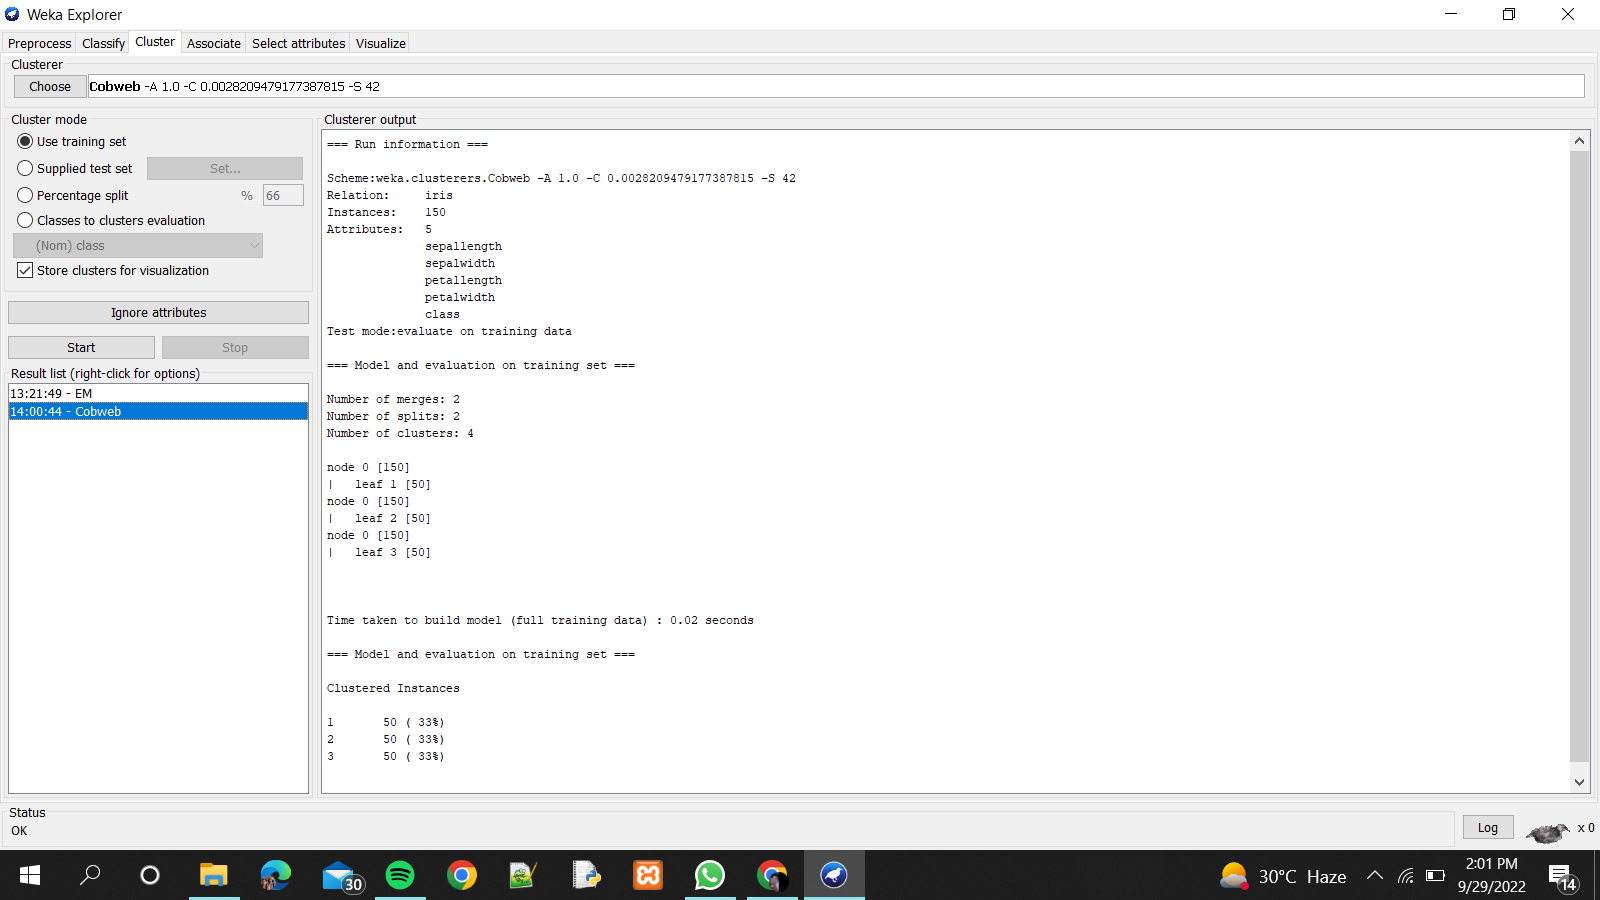 Weka Explorer
Preprocess Classify Cluster Associate Select attributes Visualize
Clusterer
Choose Cobweb -A 1.0 -C 0.0028209479177387815 -S 42
Cluster mode
Use training set
Supplied test set Set...
Percentage split % 66
Classes to clusters evaluation
(Nom) class
Store clusters for visualization
Ignore attributes
Start Stop
Result list (right-click for options)
13:21:49 - EM
14:00:44 - Cobweb
Clusterer output
=== Run information ===
Scheme:weka.clusterers.Cobweb -A 1.0 -C 0.0028209479177387815 -S 42
Relation: iris
Instances: 150
Attributes: 5
sepallength
sepalwidth
petallength
petalwidth
class
Test mode:evaluate on training data
=== Model and evaluation on training set ===
Number of merges: 2
Number of splits: 2
Number of clusters: 4
node 0 [150]
| leaf 1 [50]
node 0 [150]
| leaf 2 [50]
node 0 [150]
| leaf 3 [50]
Time taken to build model (full training data) : 0.02 seconds
=== Model and evaluation on training set ===
Clustered Instances
1 50 ( 33%)
2 50 ( 33%)
3 50 ( 33%)
Status
OK
Log x 0
30
30°C Haze
2:01 PM
9/29/2022
14